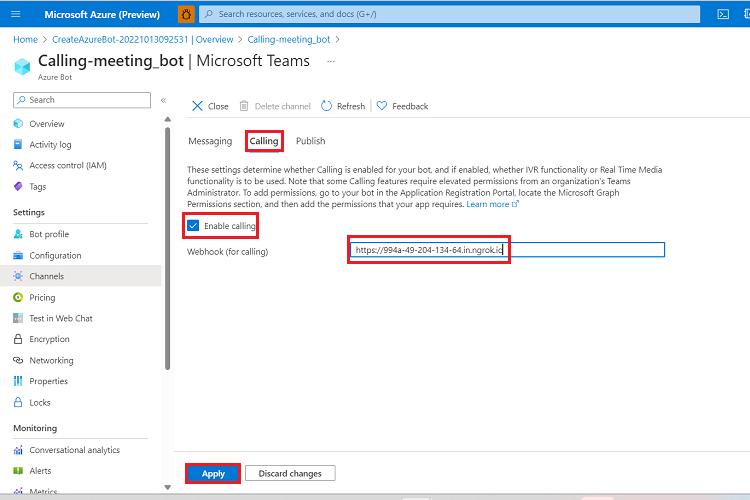 Microsoft Azure (Preview)
Search resources, services, and docs (G+/)
Home > CreateAzureBot-20221013092531 | Overview > Calling-meeting_bot >
Calling-meeting_bot | Microsoft Teams ...
Azure Bot
Search
«
Overview
Activity log
Access control (IAM)
Tags
Settings
Bot profile
Configuration
Channels
Pricing
Test in Web Chat
Encryption
Networking
Properties
Locks
Monitoring
Conversational analytics
Alerts
Metrics
Close
Delete channel
Refresh
Feedback
Messaging
Calling
Publish
These settings determine whether Calling is enabled for your bot, and if enabled, whether IVR functionality or Real Time Media
functionality is to be used. Note that some Calling features require elevated permissions from an organization's Teams
Administrator. To add permissions, go to your bot in the Application Registration Portal, locate the Microsoft Graph
Permissions section, and then add the permissions that your app requires. Learn more
Enable calling
Webhook (for calling)
https://994a-49-204-134-64.in.ngrok.io
Apply
Discard changes